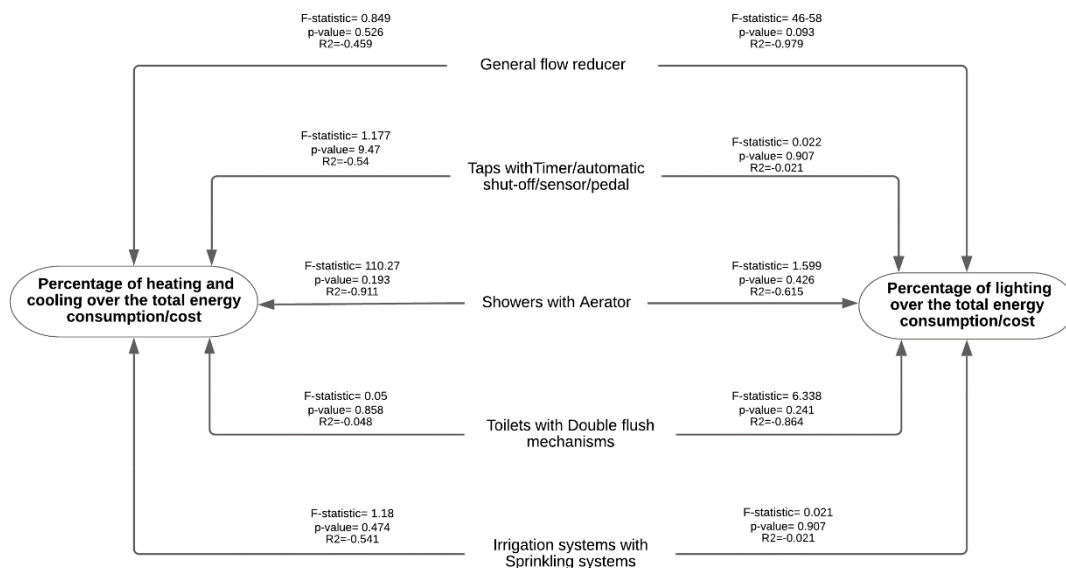 F-statistic= 0.849
p-value= 0.526
R2=-0.459
F-statistic= 46-58
p-value= 0.093
R2=-0.979
General flow reducer
F-statistic= 1.177
p-value= 9.47
R2=-0.54
F-statistic= 0.022
p-value= 0.907
R2=-0.021
Taps withTimer/automatic
shut-off/sensor/pedal
Percentage of heating and
cooling over the total energy
consumption/cost
F-statistic= 110.27
p-value= 0.193
R2=-0.911
Showers with Aerator
F-statistic= 1.599
p-value= 0.426
R2=-0.615
Percentage of lighting
over the total energy
consumption/cost
F-statistic= 0.05
p-value= 0.858
R2=-0.048
Toilets with Double flush
mechanisms
F-statistic= 6.338
p-value= 0.241
R2=-0.864
F-statistic= 1.18
p-value= 0.474
R2=-0.541
Irrigation systems with
Sprinkling systems
F-statistic= 0.021
p-value= 0.907
R2=-0.021